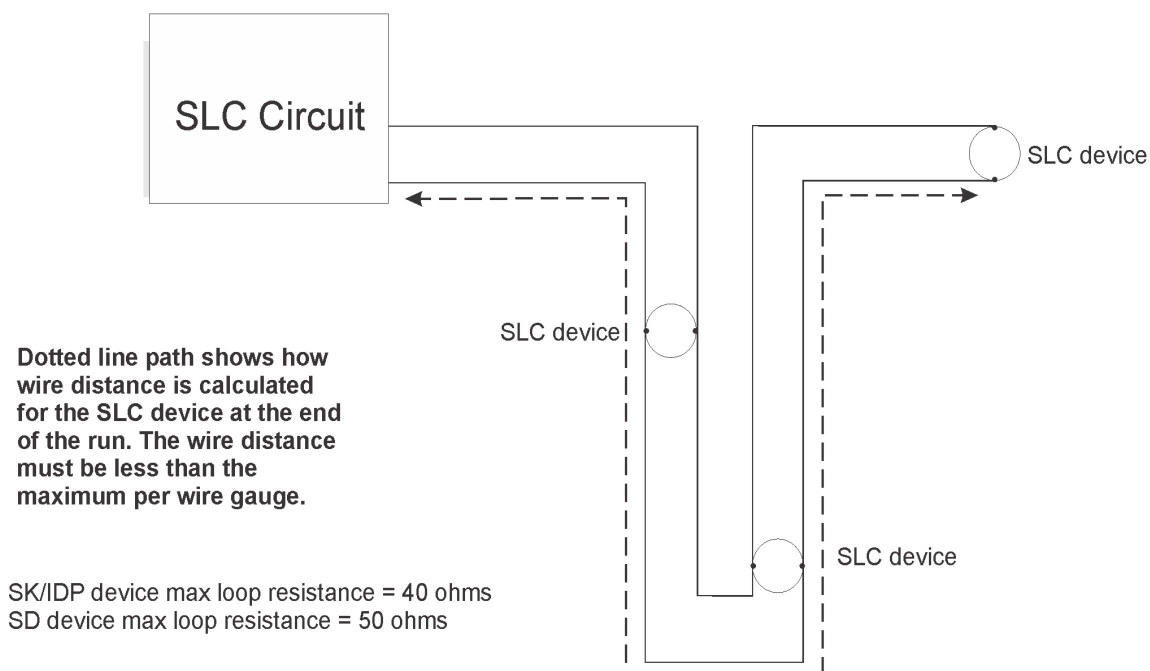 SLC Circuit
SLC device
SLC device
Dotted line path shows how
wire distance is calculated
for the SLC device at the end
of the run. The wire distance
must be less than the
maximum per wire gauge.
SLC device
SK/IDP device max loop resistance = 40 ohms
SD device max loop resistance = 50 ohms